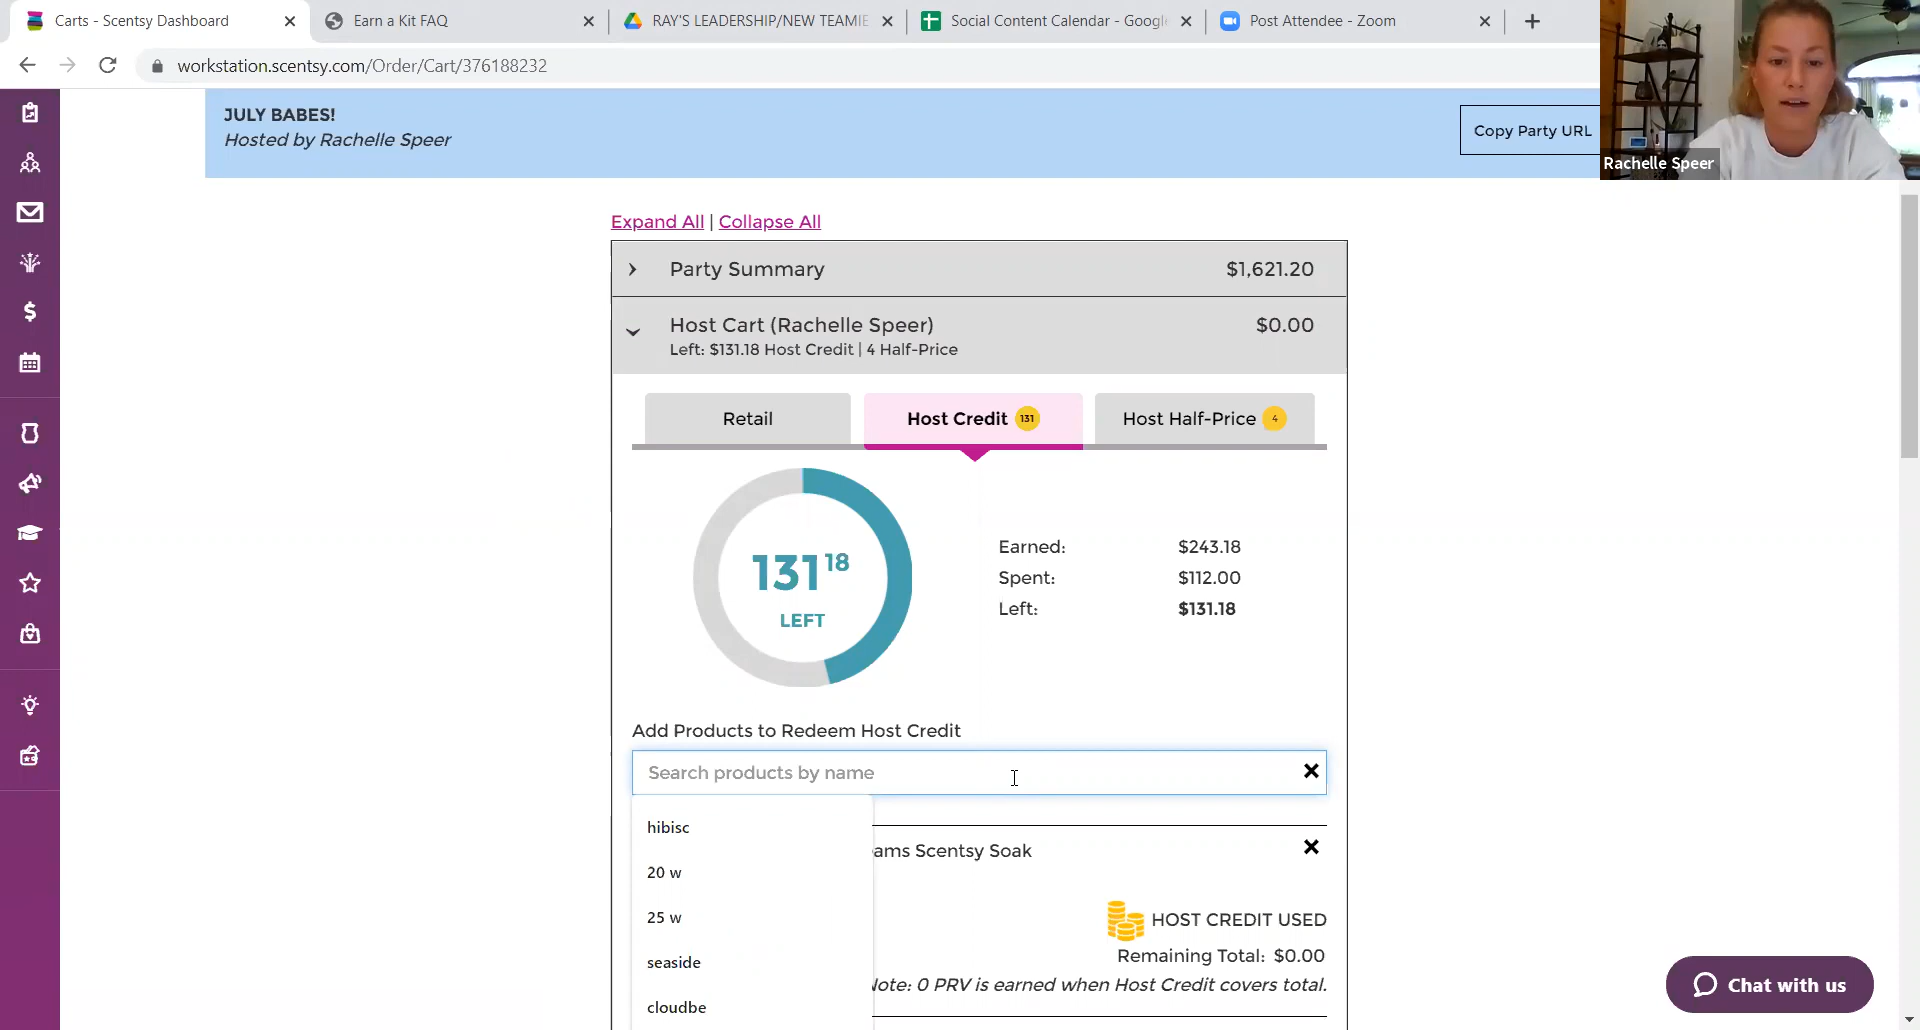 Carts - Scentsy Dashboard
Earn a Kit FAQ
RAY'S LEADERSHIP/NEW TEAMIE
Social Content Calendar - Google
Post Attendee - Zoom
workstation.scentsy.com/Order/Cart/376188232
JULY BABES!
Hosted by Rachelle Speer
Copy Party URL
Rachelle Speer
Expand All | Collapse All
Party Summary $1,621.20
Host Cart (Rachelle Speer) $0.00
Left: $131.18 Host Credit | 4 Half-Price
Retail
Host Credit 131
Host Half-Price 4
131 18
LEFT
Earned: $243.18
Spent: $112.00
Left: $131.18
Add Products to Redeem Host Credit
Search products by name
hibisc
20 w
25 w
seaside
cloudbe
ams Scentsy Soak
HOST CREDIT USED
Remaining Total: $0.00
Note: 0 PRV is earned when Host Credit covers total.
Chat with us